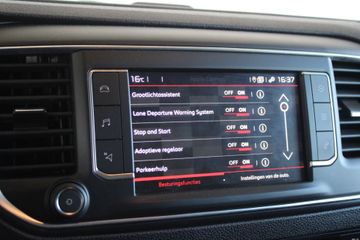 16°C 16:37
Grootlichtassistent OFF ON
Lane Departure Warning System OFF ON
Stop and Start OFF ON
Adaptieve regelaar OFF ON
Parkeerhulp OFF ON
Besturingsfuncties Instellingen van de auto.